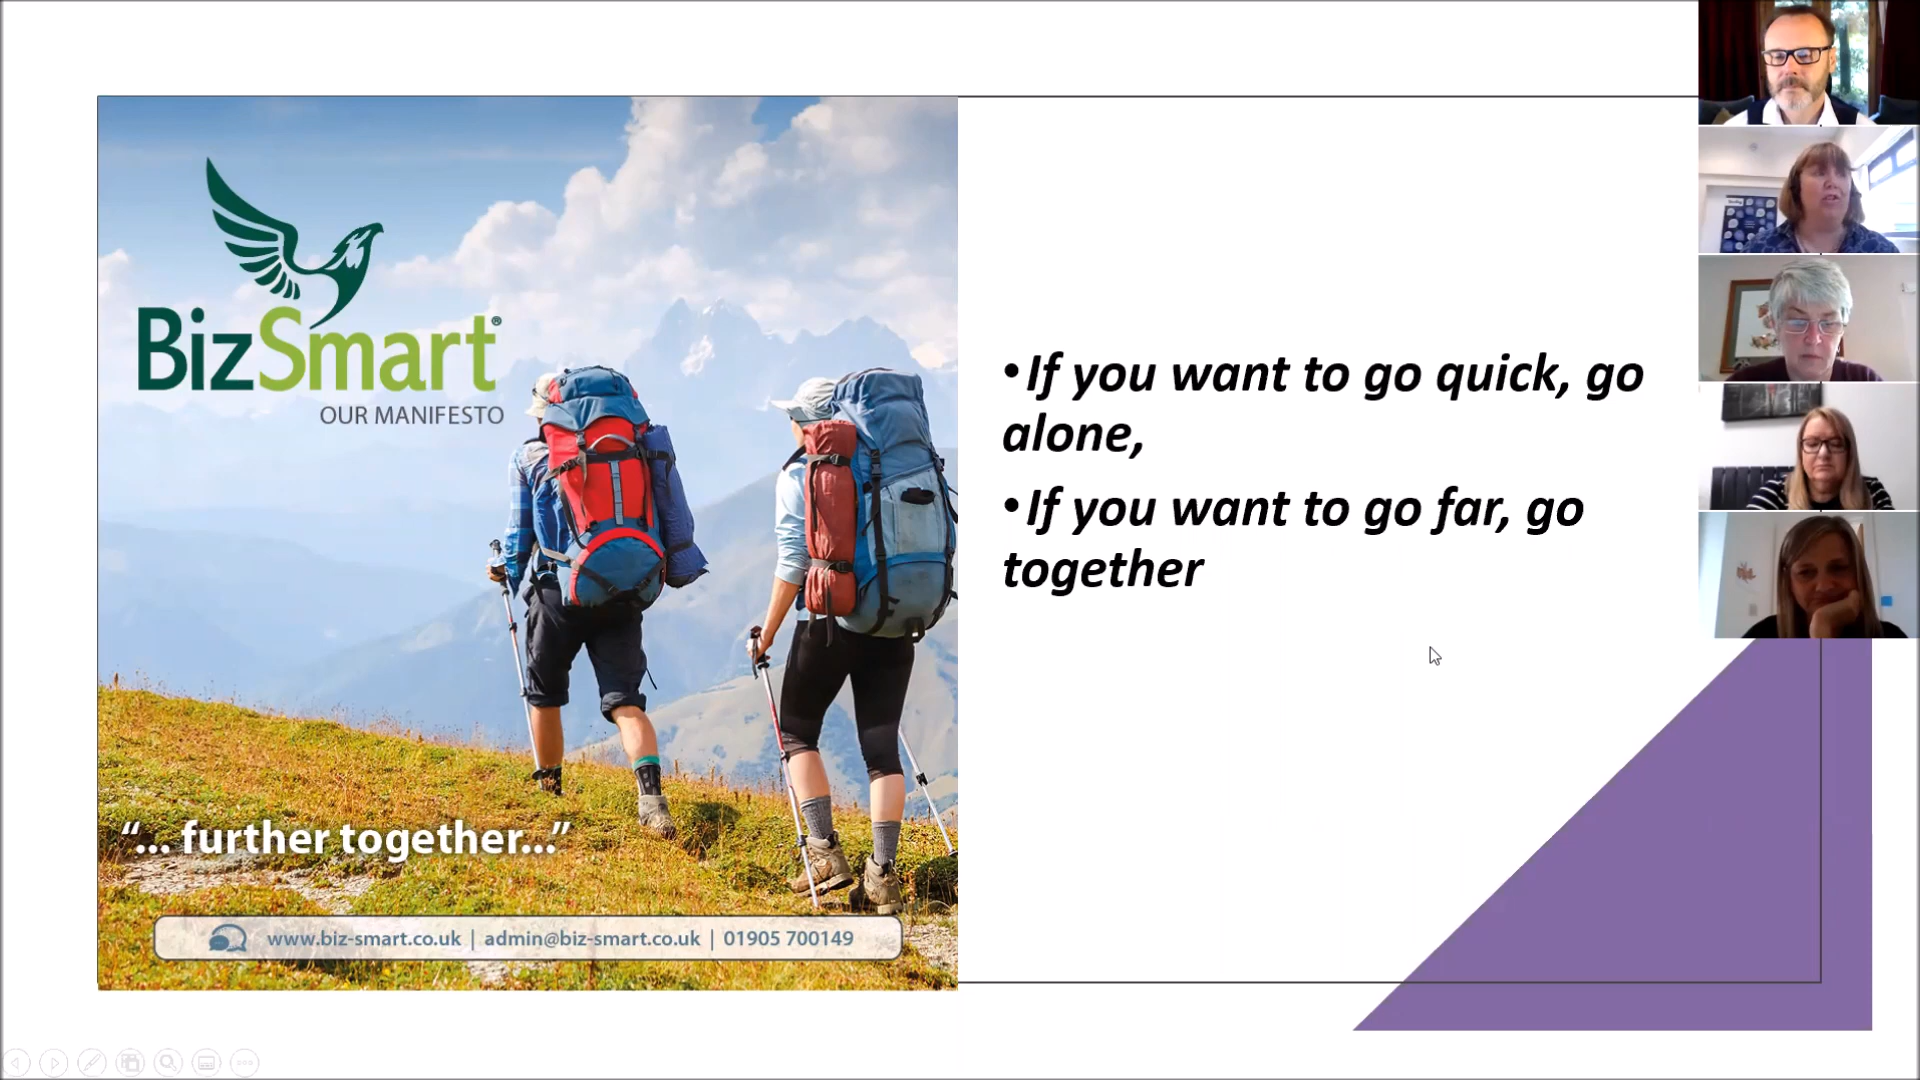 BizSmart®
OUR MANIFESTO
“... further together...”
www.biz-smart.co.uk | admin@biz-smart.co.uk | 01905 700149
•If you want to go quick, go
alone,
•If you want to go far, go
together